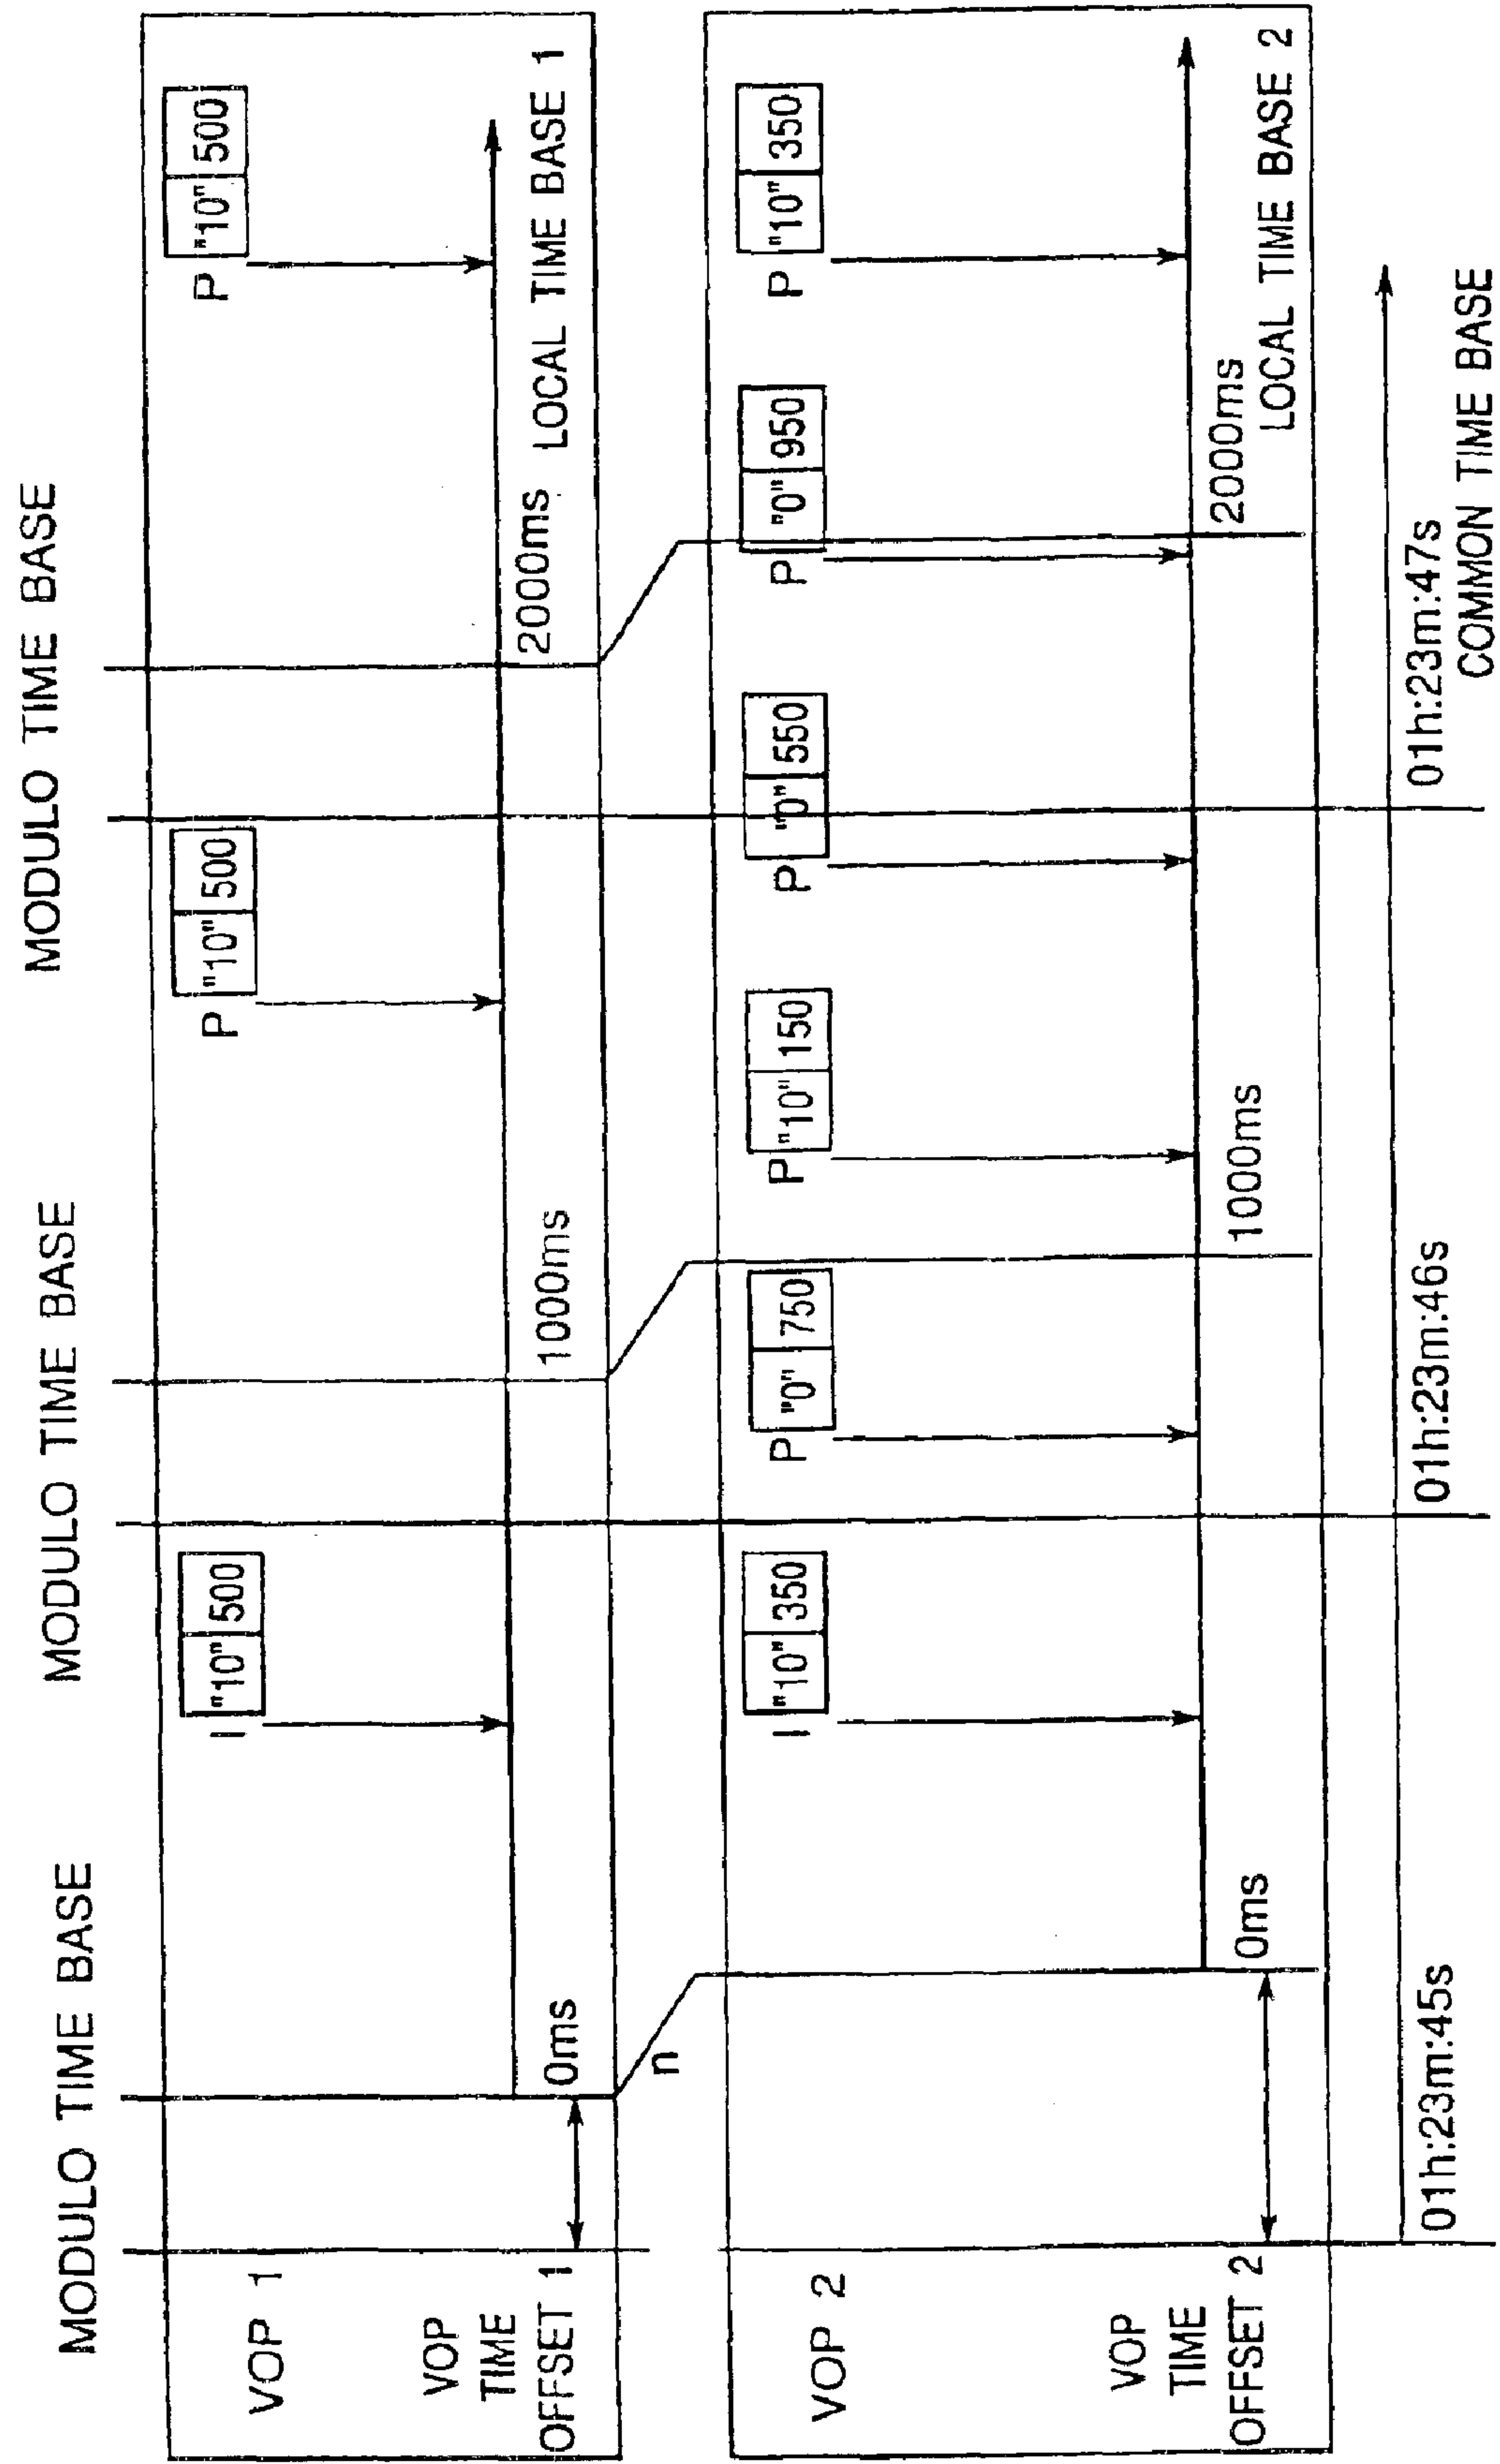 MODULO TIME BASE
MODULO TIME BASE
MODULO TIME BASE
VOP 1
I "10" 500
P "10" 500
P "10" 500
VOP
TIME
OFFSET 1
0ms
1000ms
2000ms
LOCAL TIME BASE 1
n
VOP 2
I "10" 350
P "0" 750
P "10" 150
P "0" 550
P "0" 950
P "10" 350
VOP
TIME
OFFSET 2
0ms
1000ms
2000ms
LOCAL TIME BASE 2
01h:23m:45s
01h:23m:46s
01h:23m:47s
COMMON TIME BASE